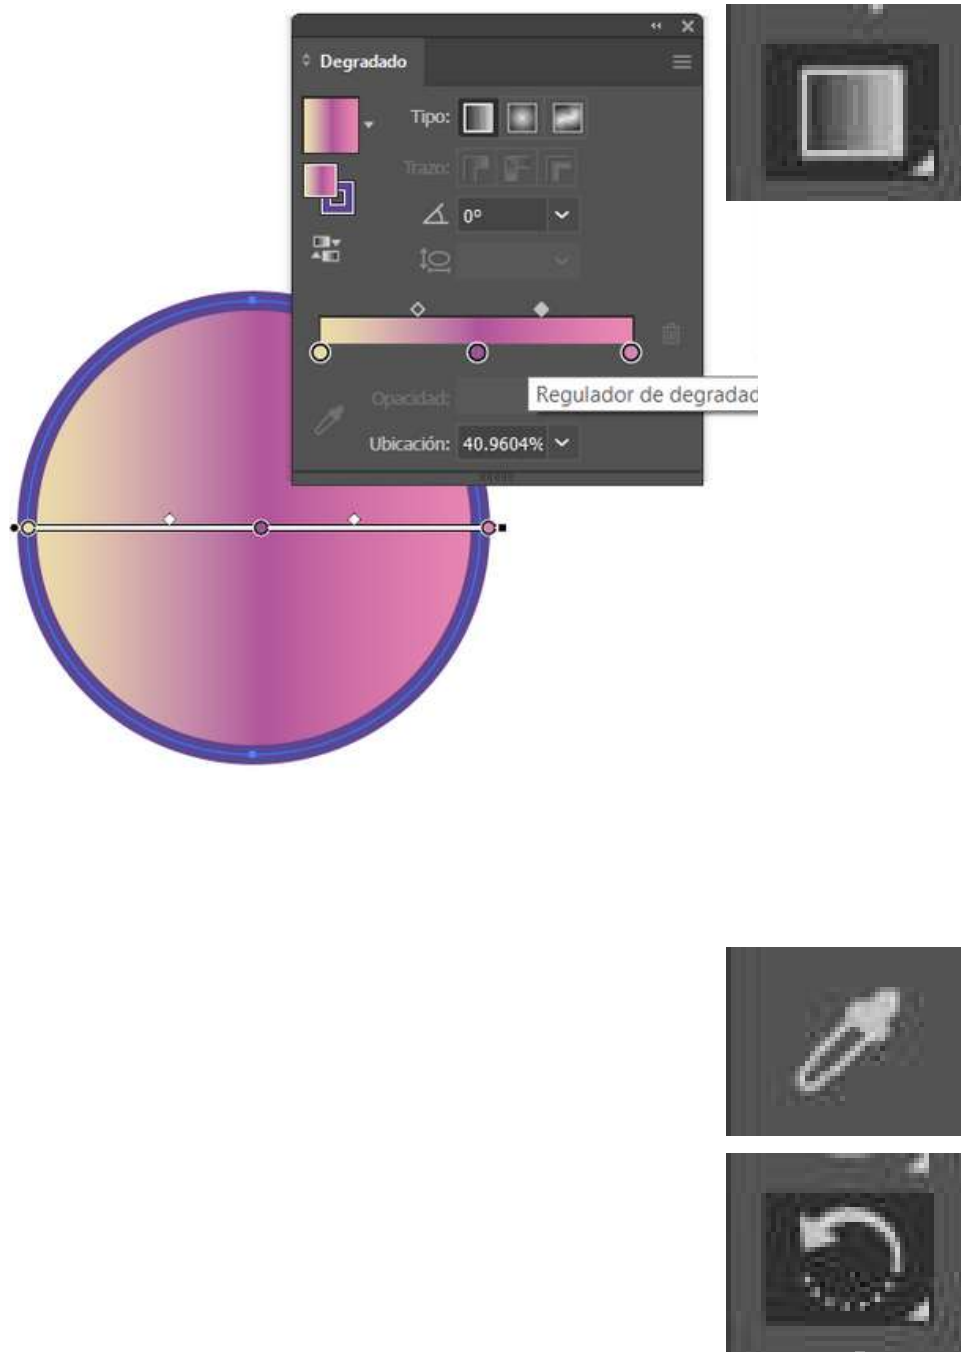 Degradado
Tipo:
Trazo:
0°
Opacidad:
Regulador de degradad
Ubicación: 40.9604%